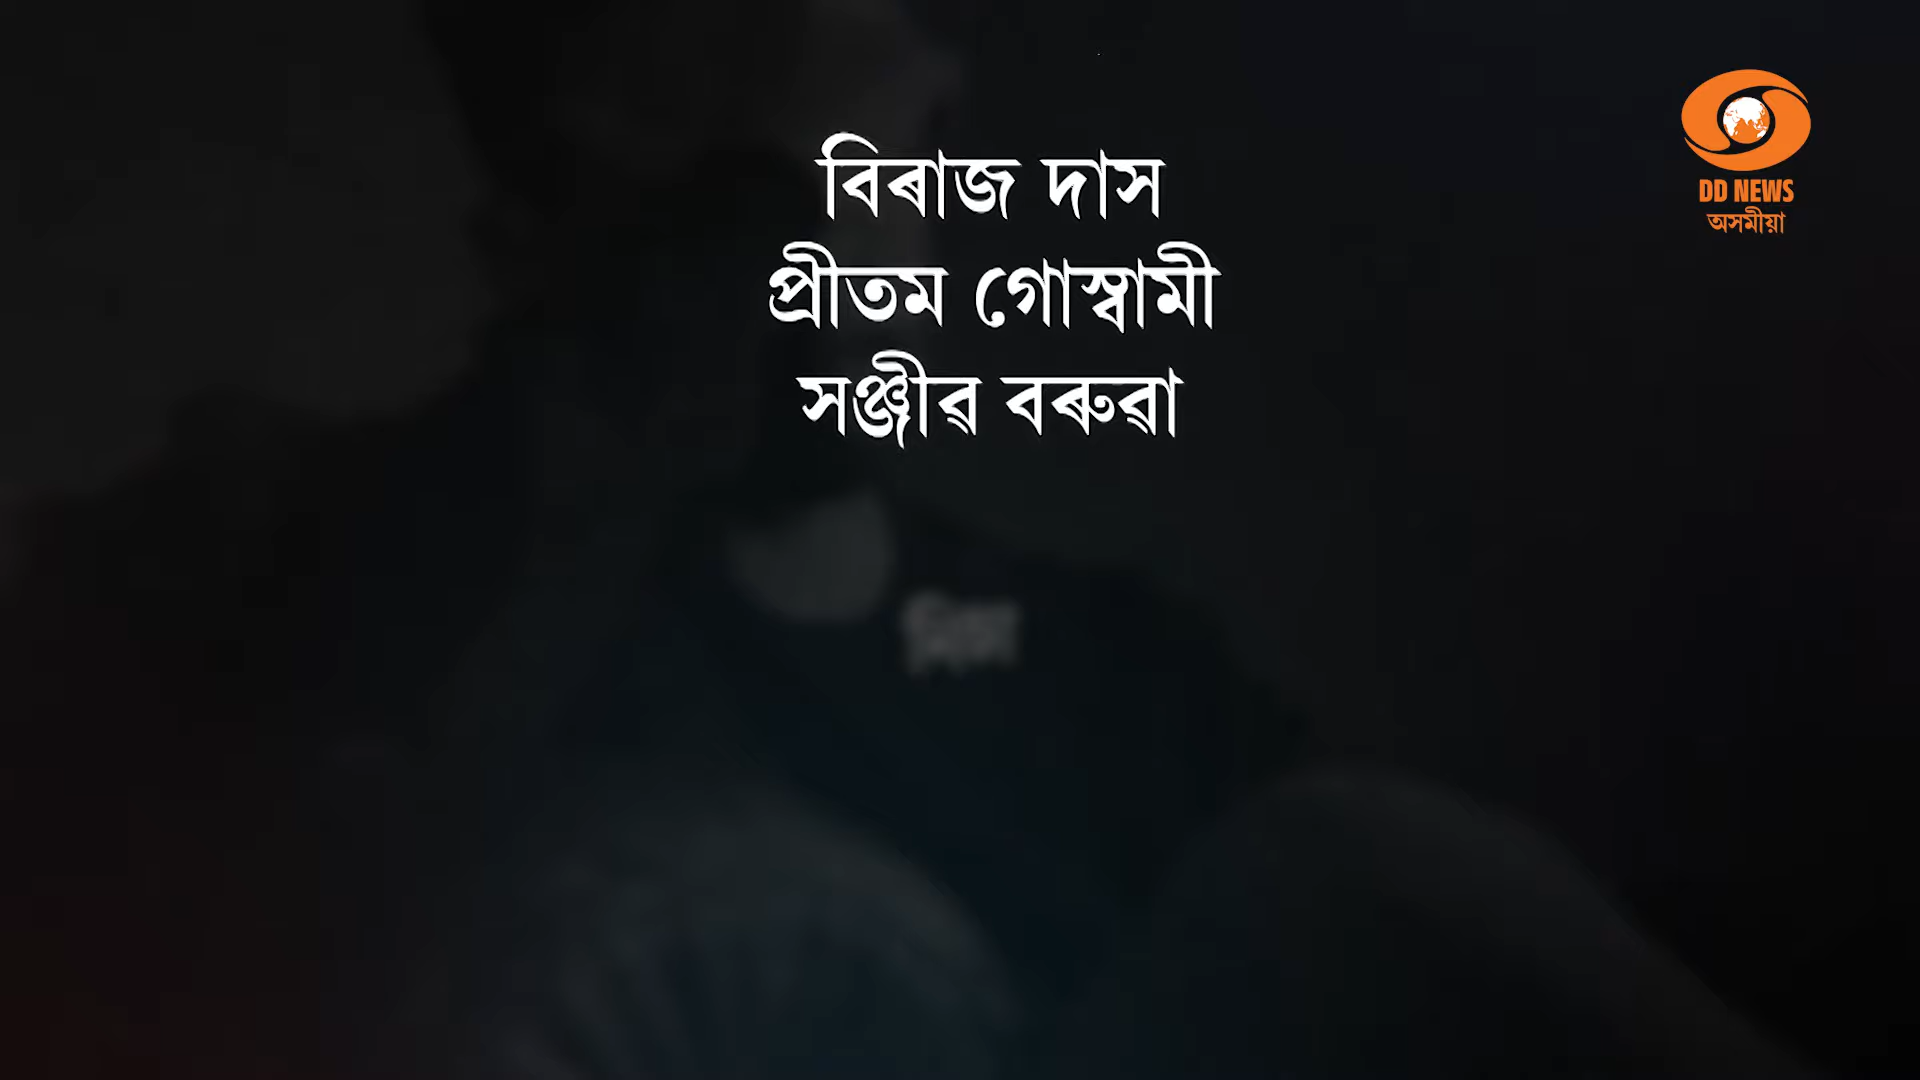 বিৰাজ দাস
প্ৰীতম গোস্বামী
সঞ্জীৱ বৰুৱা
DD NEWS
অসমীয়া